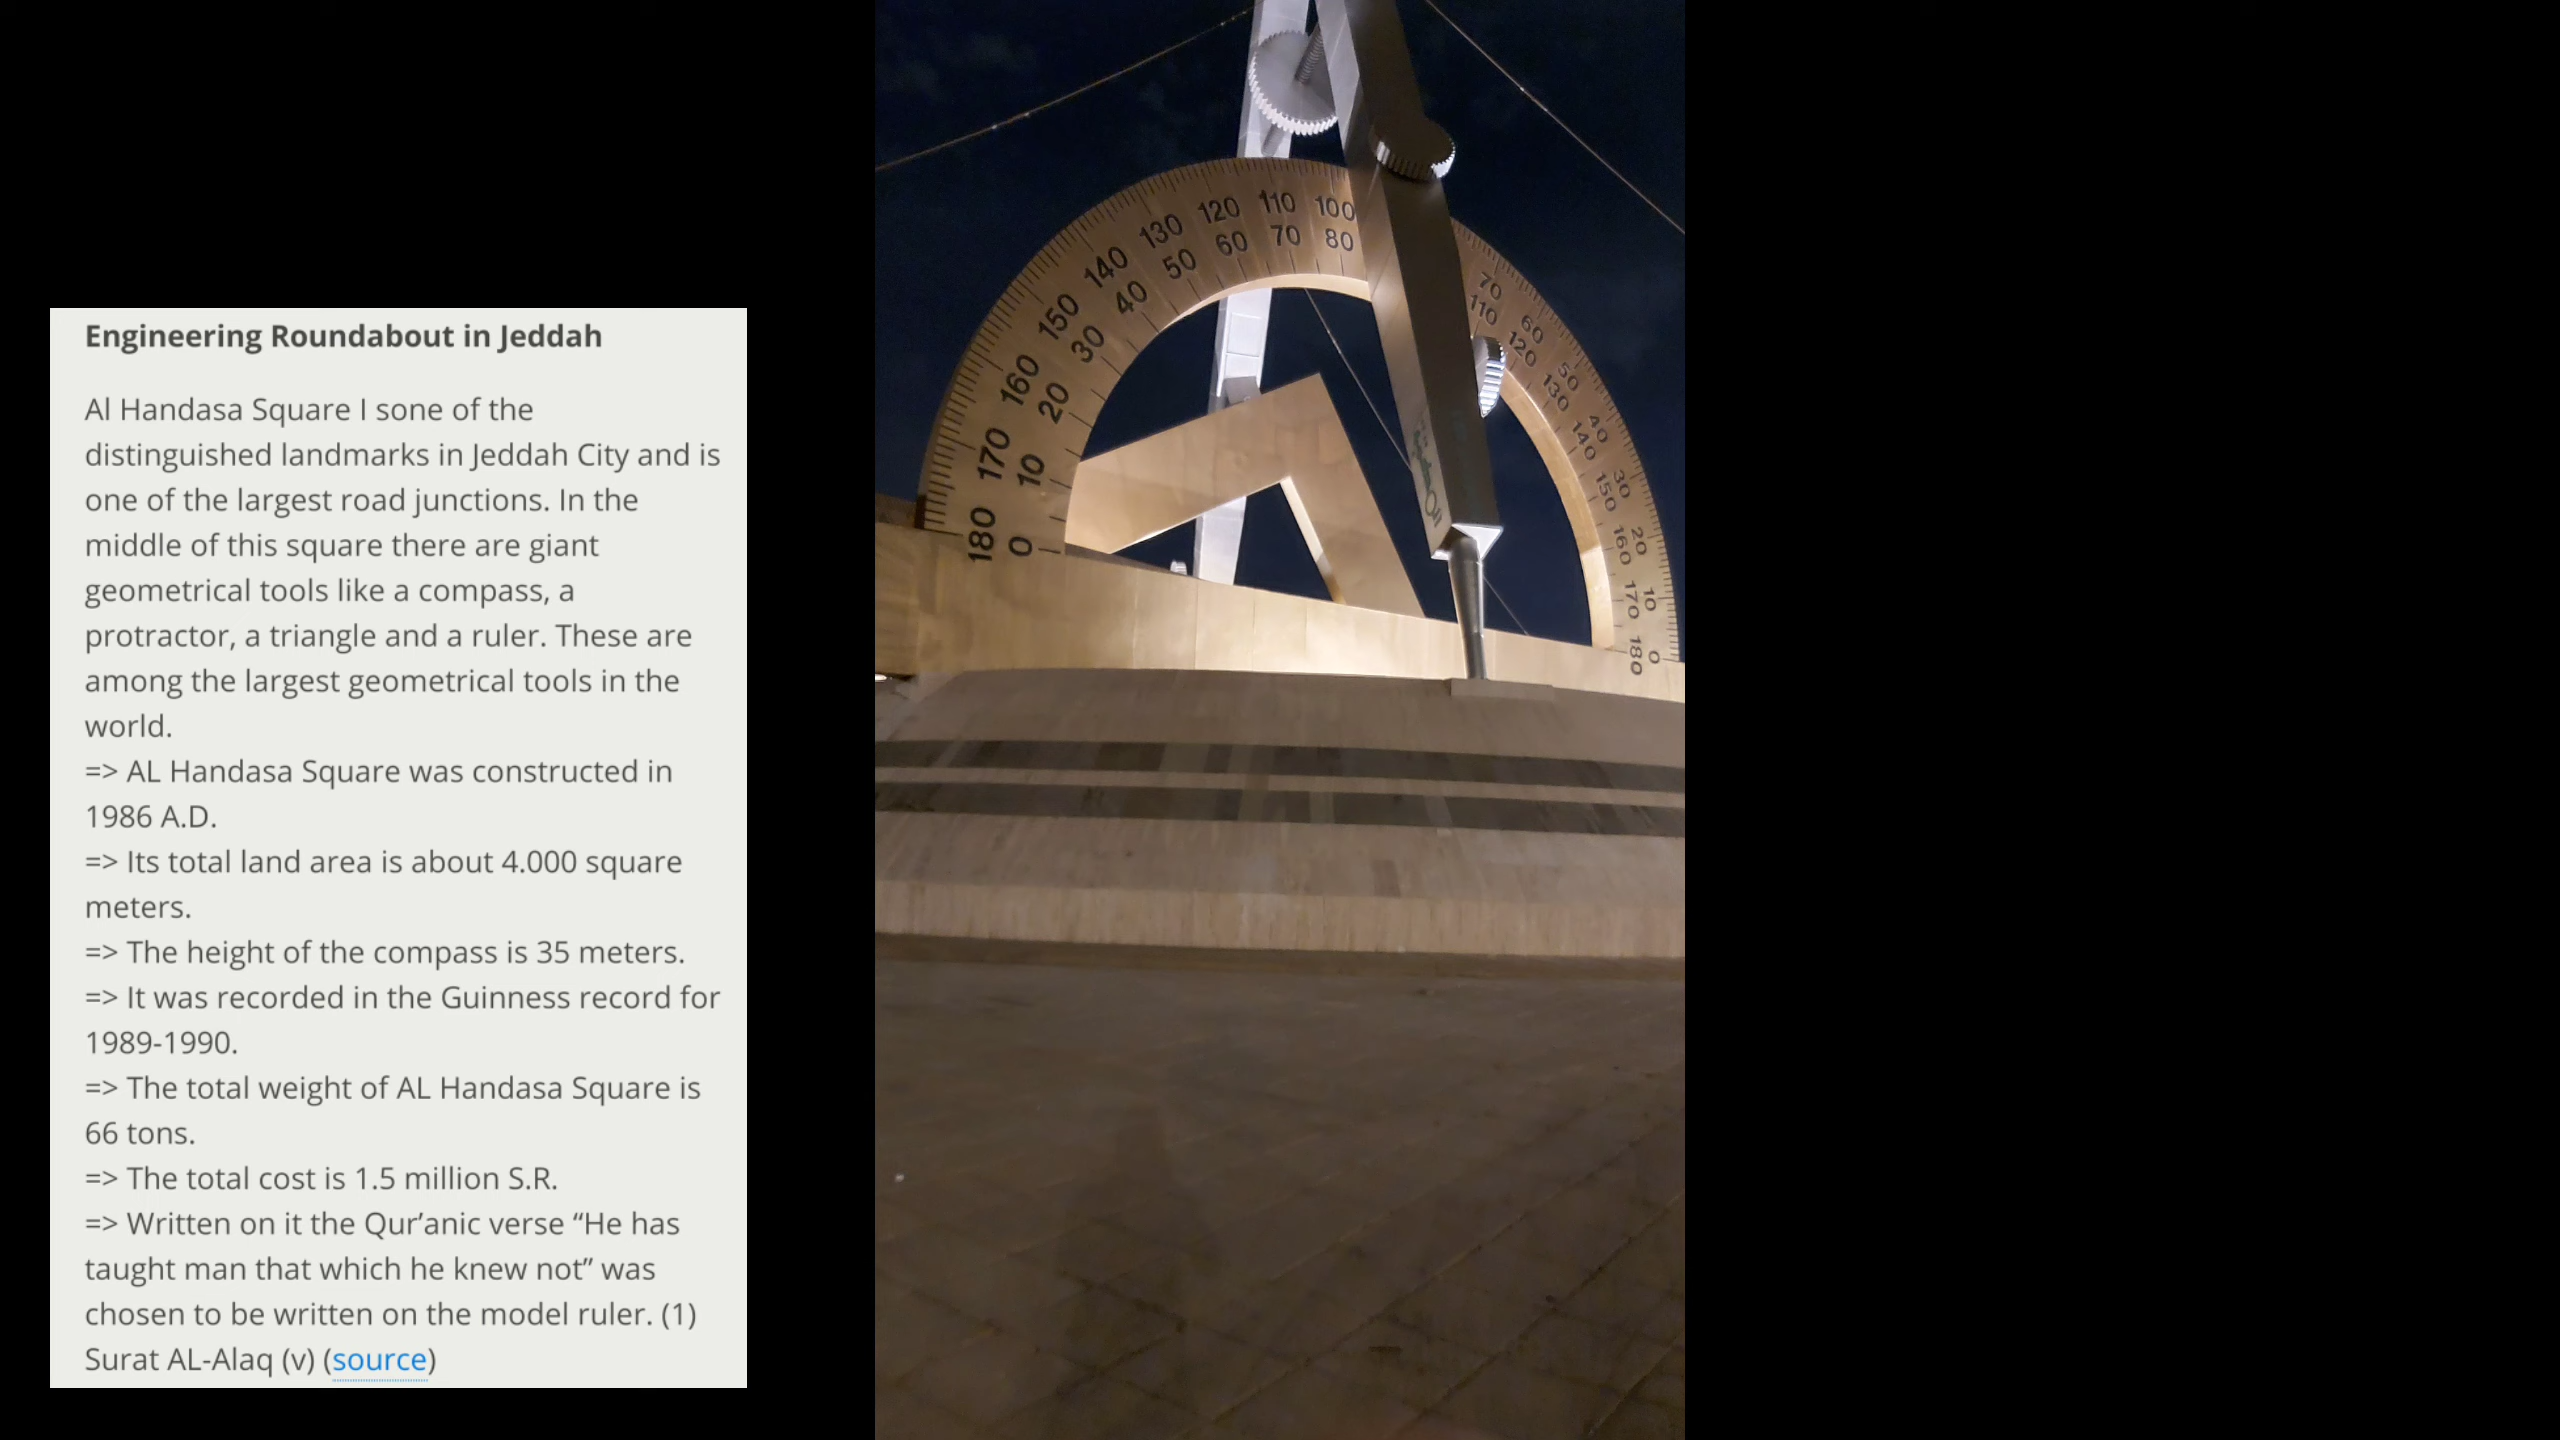 Engineering Roundabout in Jeddah
Al Handasa Square I sone of the
distinguished landmarks in Jeddah City and is
one of the largest road junctions. In the
middle of this square there are giant
geometrical tools like a compass, a
protractor, a triangle and a ruler. These are
among the largest geometrical tools in the
world.
=> AL Handasa Square was constructed in
1986 A.D.
=> Its total land area is about 4.000 square
meters.
=> The height of the compass is 35 meters.
=> It was recorded in the Guinness record for
1989-1990.
=> The total weight of AL Handasa Square is
66 tons.
=> The total cost is 1.5 million S.R.
=> Written on it the Qur’anic verse “He has
taught man that which he knew not” was
chosen to be written on the model ruler. (1)
Surat AL-Alaq (v) (source)
180 170 160 150 140 130 120 110 100 70 60 50 40 30 20 10 0
0 10 20 30 40 50 60 70 80 110 120 130 140 150 160 170 180